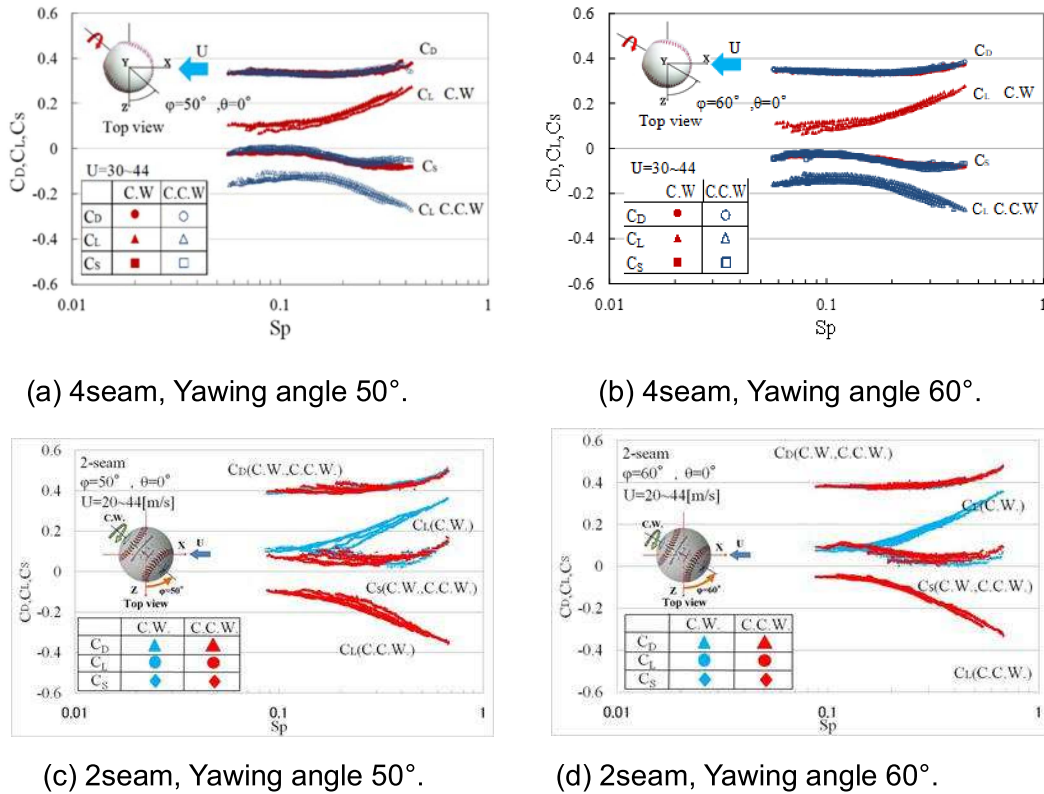 0.6
0.4
0.2
0
-0.2
-0.4
-0.6
CD,CL,CS
Y
X
Z
U
φ=50° ,θ=0°
Top view
U=30~44
C.W C.C.W
CD
CL
CS
CD
CL C.W
CS
CL C.C.W
0.01 0.1 1
Sp
(a) 4seam, Yawing angle 50°.
0.6
0.4
0.2
0
-0.2
-0.4
-0.6
CD, CL, CS
Y
X
Z
U
φ=60° ,θ=0°
Top view
U=30~44
C.W C.C.W
CD
CL
CS
CD
CL C.W
CS
CL C.C.W
0.01 0.1 1
Sp
(b) 4seam, Yawing angle 60°.
0.6
0.4
0.2
0.0
-0.2
-0.4
-0.6
CD,CL,CS
2-seam
φ=50° , θ=0°
U=20~44[m/s]
C.W.
X
U
Z
φ=50°
Top view
C.W. C.C.W.
CD
CL
CS
CD(C.W.,C.C.W.)
CL(C.W.)
CS(C.W.,C.C.W.)
CL(C.C.W.)
0.01 0.1 1
Sp
(c) 2seam, Yawing angle 50°.
0.6
0.4
0.2
0.0
-0.2
-0.4
-0.6
CD,CL,CS
2-seam
φ=60° , θ=0°
U=20~44[m/s]
C.W.
X
U
Z
φ=60°
Top view
C.W. C.C.W.
CD
CL
CS
CD(C.W.,C.C.W.)
CL(C.W.)
CS(C.W.,C.C.W.)
CL(C.C.W.)
0.01 0.1 1
Sp
(d) 2seam, Yawing angle 60°.